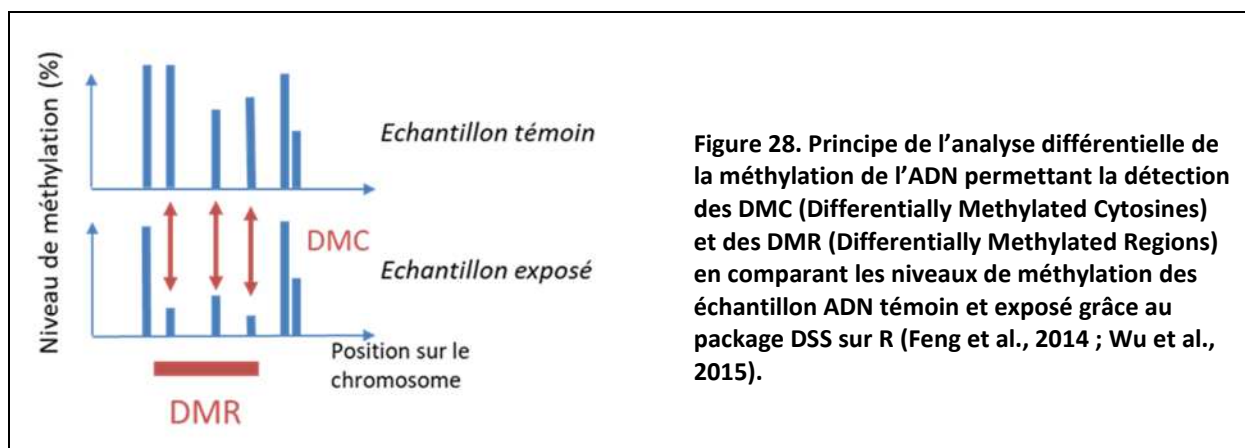 Niveau de méthylation (%)
Echantillon témoin
DMC
Echantillon exposé
Position sur le
chromosome
DMR
Figure 28. Principe de l'analyse différentielle de
la méthylation de l'ADN permettant la détection
des DMC (Differentially Methylated Cytosines)
et des DMR (Differentially Methylated Regions)
en comparant les niveaux de méthylation des
échantillon ADN témoin et exposé grâce au
package DSS sur R (Feng et al., 2014 ; Wu et al.,
2015).